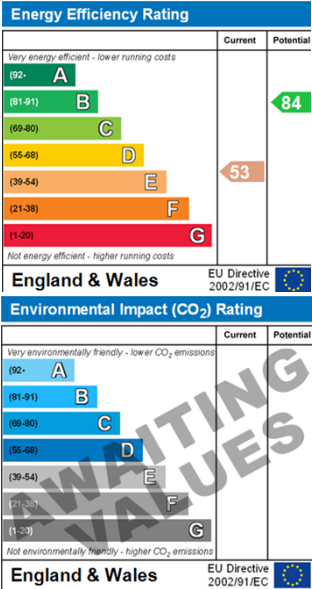 Energy Efficiency Rating
Current Potential
Very energy efficient - lower running costs
(92- A
(81-91) B
84
(69-80) C
(55-68) D
(39-54) E
53
(21-38) F
(1-20) G
Not energy efficient - higher running costs
England & Wales
EU Directive
2002/91/EC
Environmental Impact (CO₂) Rating
Current Potential
Very environmentally friendly - lower CO₂ emissions
(92- A
(81-91) B
(69-80) C
(55-68) D
(39-54) E
(21-38) F
(1-20) G
AWAITING
VALUES
Not environmentally friendly - higher CO₂ emissions
England & Wales
EU Directive
2002/91/EC